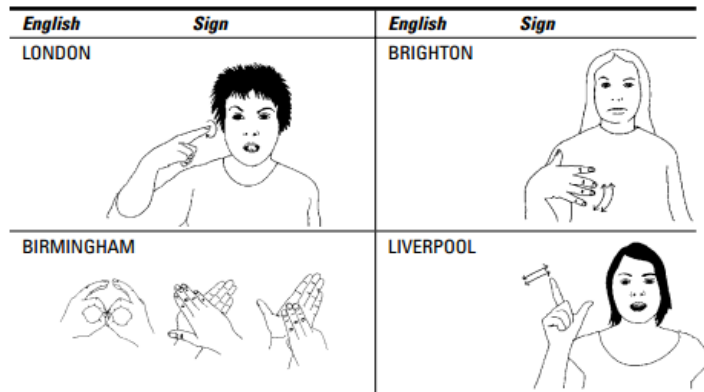 English Sign English Sign
LONDON BRIGHTON
BIRMINGHAM LIVERPOOL